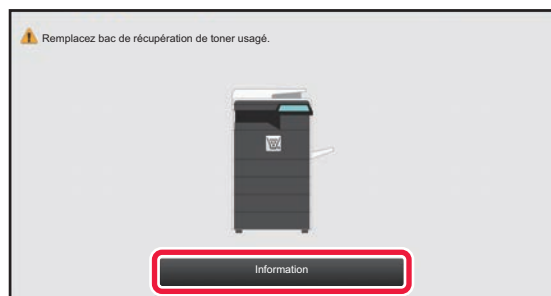 Remplacez bac de récupération de toner usagé.
Information